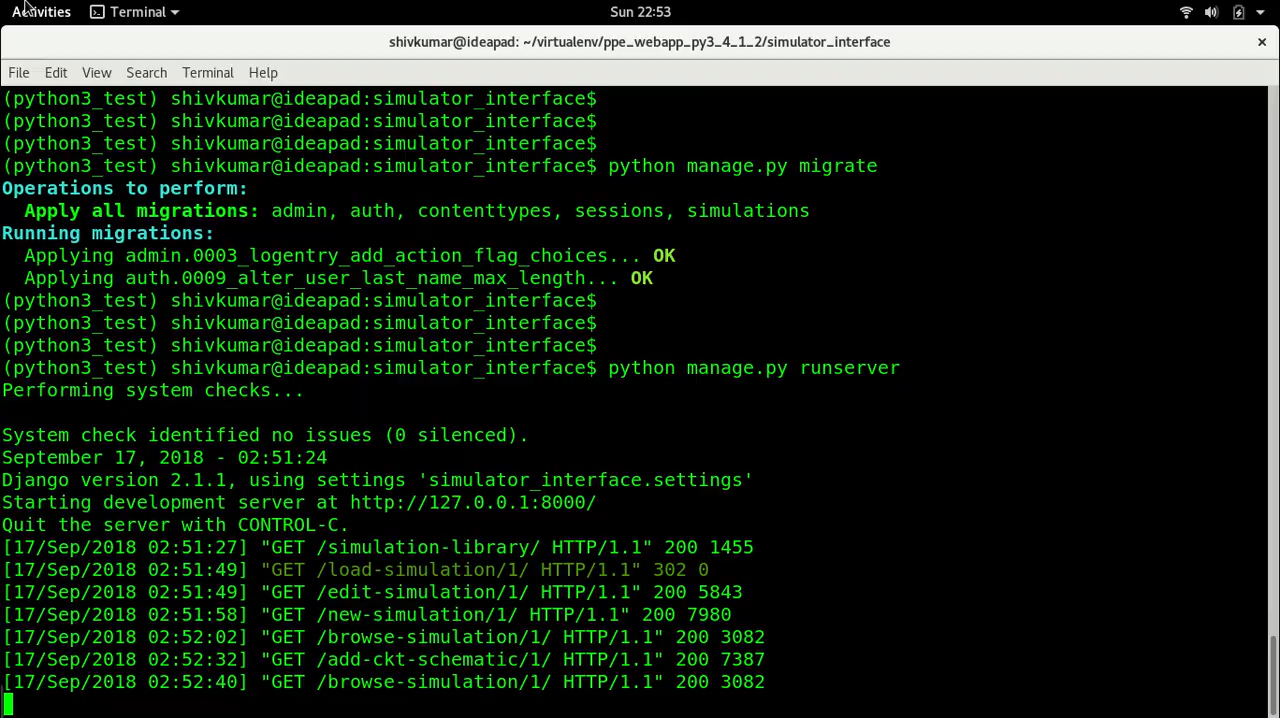 Activities Terminal Sun 22:53
shivkumar@ideapad: ~/virtualenv/ppe_webapp_py3_4_1_2/simulator_interface
File Edit View Search Terminal Help
(python3_test) shivkumar@ideapad:simulator_interface$
(python3_test) shivkumar@ideapad:simulator_interface$
(python3_test) shivkumar@ideapad:simulator_interface$
(python3_test) shivkumar@ideapad:simulator_interface$ python manage.py migrate
Operations to perform:
  Apply all migrations: admin, auth, contenttypes, sessions, simulations
Running migrations:
  Applying admin.0003_logentry_add_action_flag_choices... OK
  Applying auth.0009_alter_user_last_name_max_length... OK
(python3_test) shivkumar@ideapad:simulator_interface$
(python3_test) shivkumar@ideapad:simulator_interface$
(python3_test) shivkumar@ideapad:simulator_interface$
(python3_test) shivkumar@ideapad:simulator_interface$ python manage.py runserver
Performing system checks...
System check identified no issues (0 silenced).
September 17, 2018 - 02:51:24
Django version 2.1.1, using settings 'simulator_interface.settings'
Starting development server at http://127.0.0.1:8000/
Quit the server with CONTROL-C.
[17/Sep/2018 02:51:27] "GET /simulation-library/ HTTP/1.1" 200 1455
[17/Sep/2018 02:51:49] "GET /load-simulation/1/ HTTP/1.1" 302 0
[17/Sep/2018 02:51:49] "GET /edit-simulation/1/ HTTP/1.1" 200 5843
[17/Sep/2018 02:51:58] "GET /new-simulation/1/ HTTP/1.1" 200 7980
[17/Sep/2018 02:52:02] "GET /browse-simulation/1/ HTTP/1.1" 200 3082
[17/Sep/2018 02:52:32] "GET /add-ckt-schematic/1/ HTTP/1.1" 200 7387
[17/Sep/2018 02:52:40] "GET /browse-simulation/1/ HTTP/1.1" 200 3082